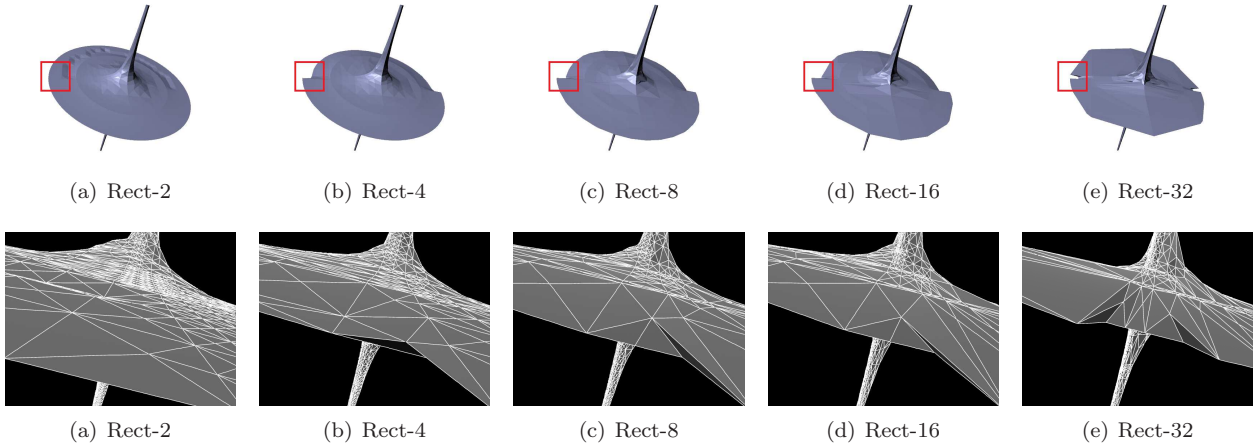 (a) Rect-2
(b) Rect-4
(c) Rect-8
(d) Rect-16
(e) Rect-32
(a) Rect-2
(b) Rect-4
(c) Rect-8
(d) Rect-16
(e) Rect-32